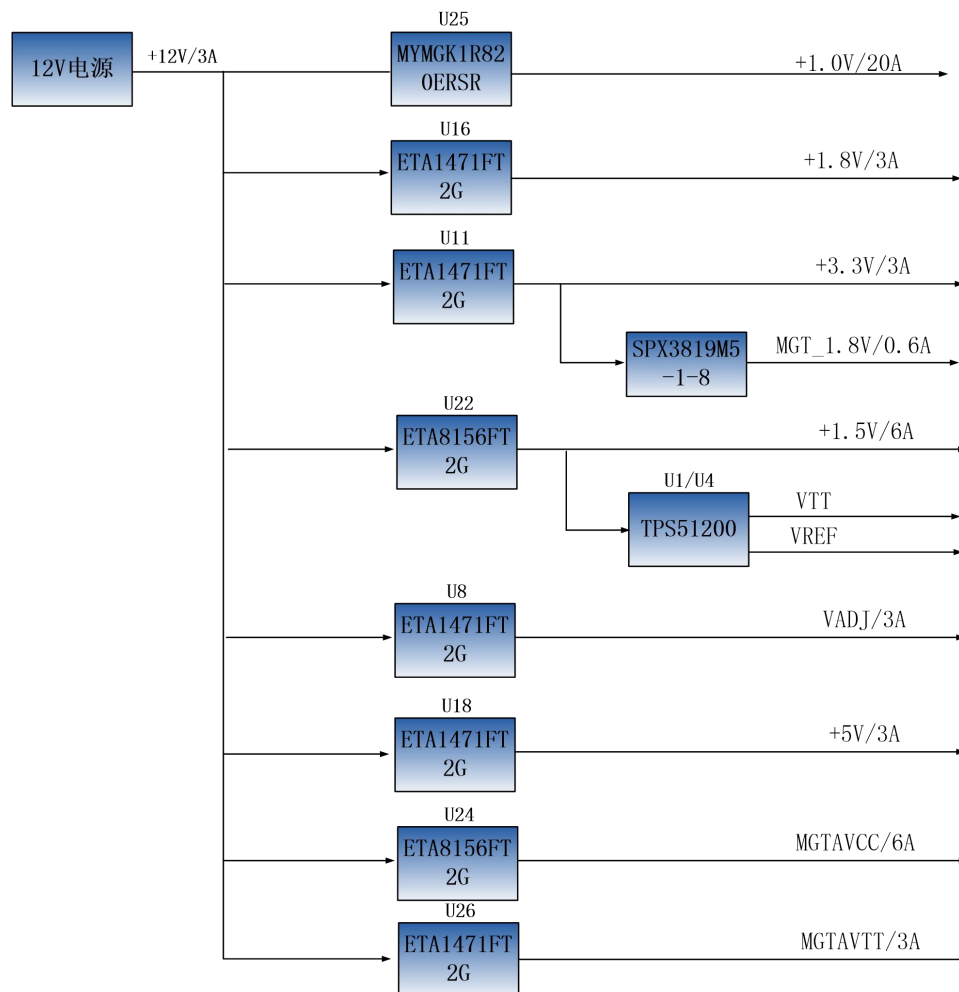 U25
12V电源
+12V/3A
MYMGK1R82
0ERSR
+1.0V/20A
U16
ETA1471FT
2G
+1.8V/3A
U11
ETA1471FT
2G
+3.3V/3A
SPX3819M5
-1-8
MGT_1.8V/0.6A
U22
ETA8156FT
2G
+1.5V/6A
U1/U4
TPS51200
VTT
VREF
U8
ETA1471FT
2G
VADJ/3A
U18
ETA1471FT
2G
+5V/3A
U24
ETA8156FT
2G
MGTAVCC/6A
U26
ETA1471FT
2G
MGTAVTT/3A